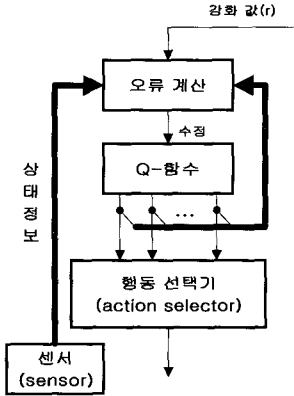 강화 값(r)
오류 계산
수정
상태정보
Q-함수
...
행동 선택기
(action selector)
센서
(sensor)